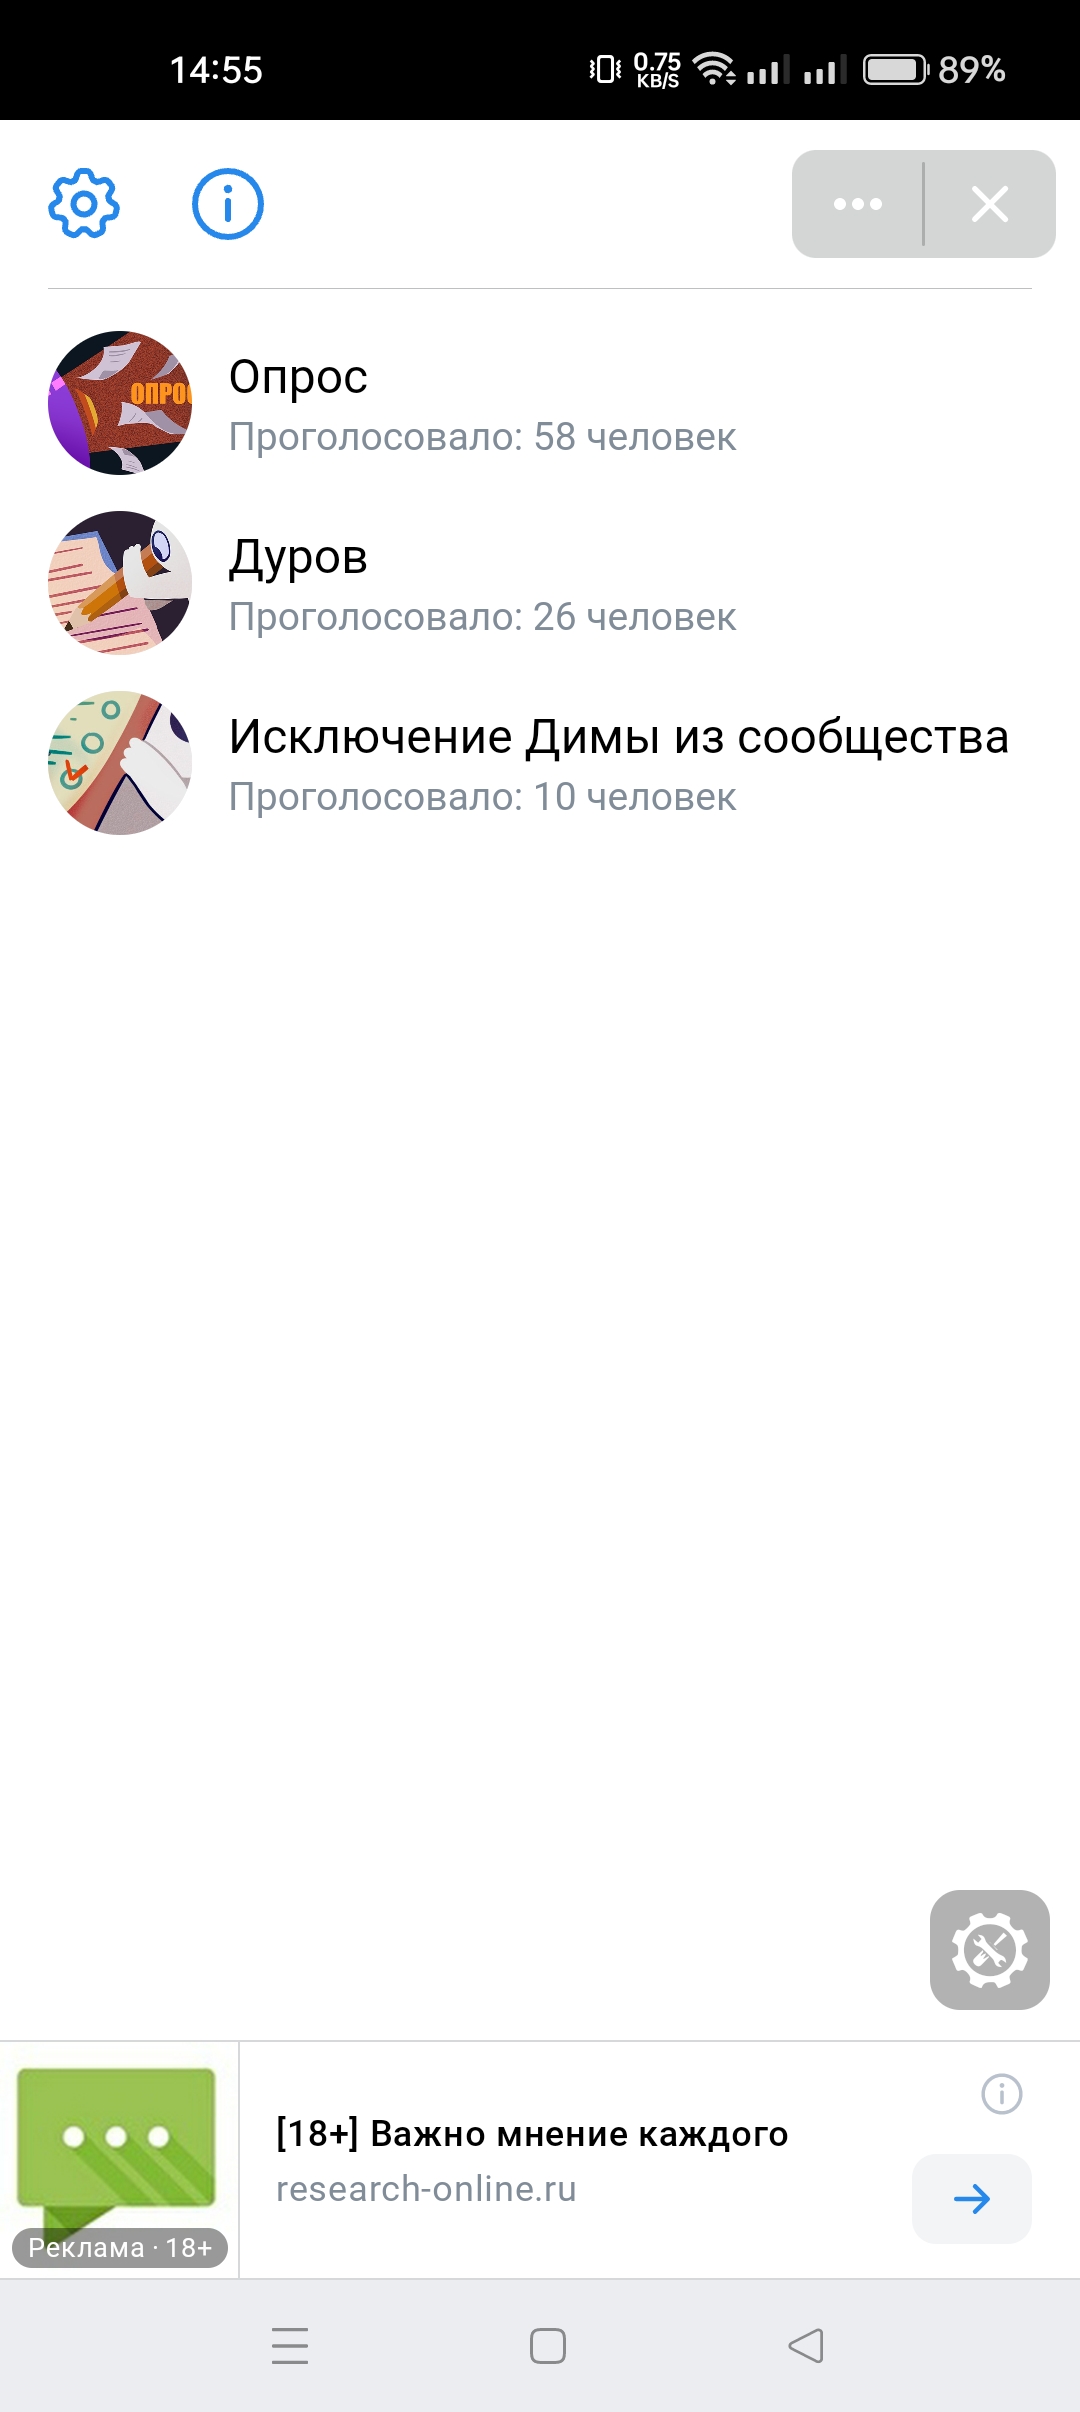 14:55
0.75
KB/S
89%
ОПРОС
Опрос
Проголосовало: 58 человек
Дуров
Проголосовало: 26 человек
Исключение Димы из сообщества
Проголосовало: 10 человек
[18+] Важно мнение каждого
research-online.ru
Реклама · 18+